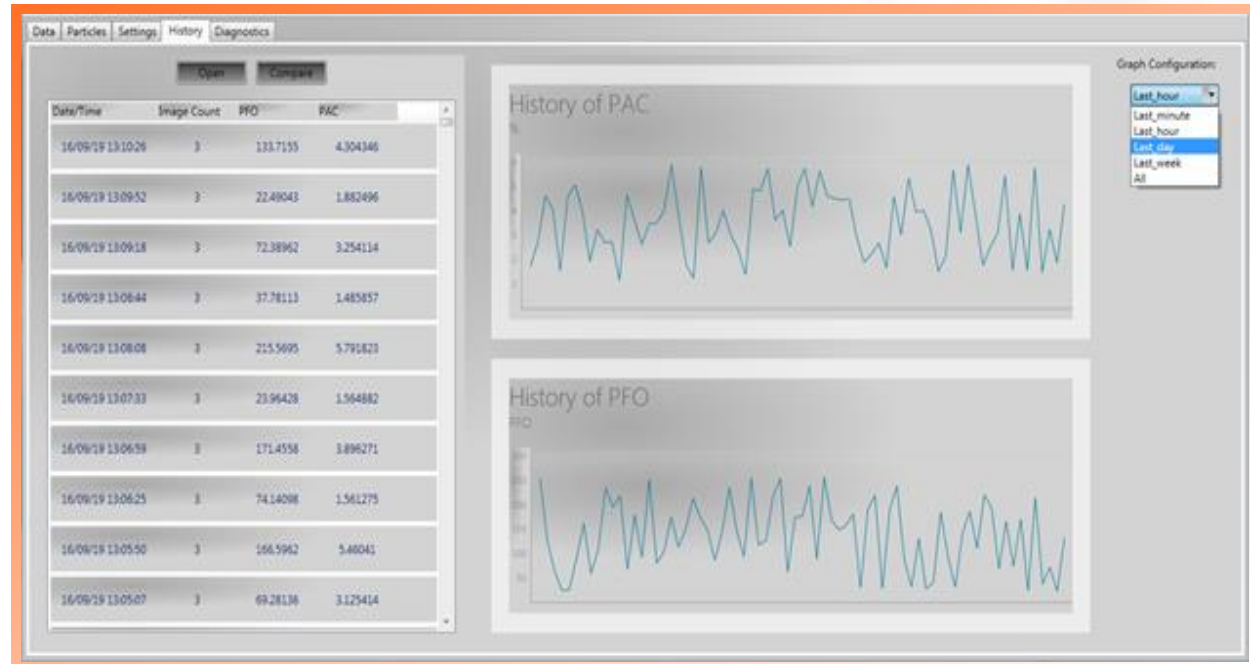 Data Particles Settings History Diagnostics
Open Compare
Date/Time Image Count PFO PAC
16/09/19 13:10:26 3 133.7155 4.304346
16/09/19 13:09:52 3 22.49043 1.882496
16/09/19 13:09:18 3 72.38962 3.254114
16/09/19 13:08:44 3 37.78113 1.485857
16/09/19 13:08:08 3 215.5695 5.791823
16/09/19 13:07:33 3 23.96428 1.564882
16/09/19 13:06:59 3 171.4558 3.896271
16/09/19 13:06:25 3 74.14098 1.561275
16/09/19 13:05:50 3 166.5962 5.46041
16/09/19 13:05:07 3 69.28136 3.125414
History of PAC
History of PFO
PFO
Graph Configuration:
Last_hour
Last_minute
Last_hour
Last_day
Last_week
All